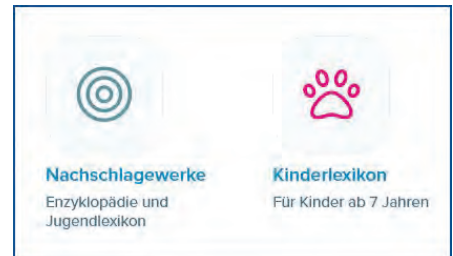 Nachschlagewerke
Enzyklopädie und
Jugendlexikon
Kinderlexikon
Für Kinder ab 7 Jahren